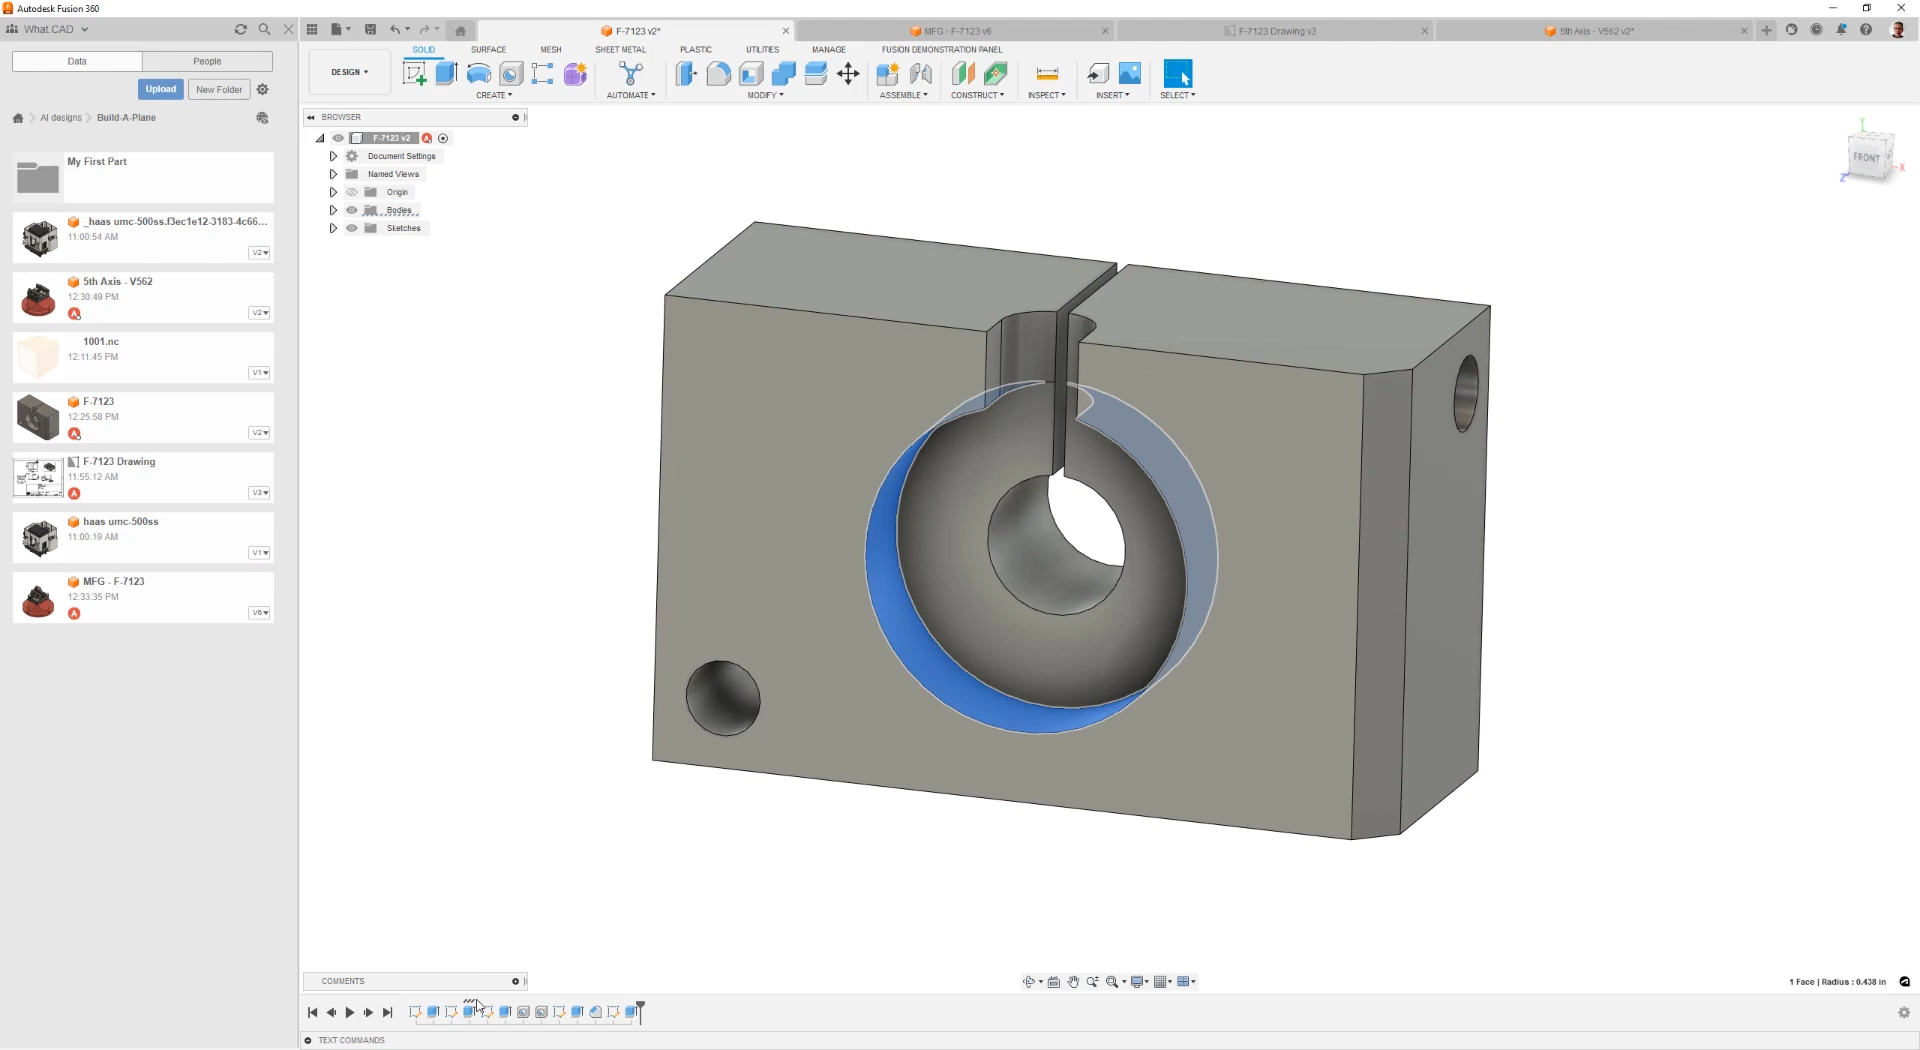 Autodesk Fusion 360
What.CAD
F-7123 v2*
MFG - F-7123 v6
F-7123 Drawing v3
5th Axis - V562 v2*
Data
People
SOLID
SURFACE
MESH
SHEET METAL
PLASTIC
UTILITIES
MANAGE
FUSION DEMONSTRATION PANEL
DESIGN
CREATE
AUTOMATE
MODIFY
ASSEMBLE
CONSTRUCT
INSPECT
INSERT
SELECT
Upload
New Folder
AI designs
Build-A-Plane
BROWSER
F-7123 v2
Document Settings
Named Views
Origin
Bodies
Sketches
My First Part
_haas umc-500ss.f3ec1e12-3183-4c66...
11:00:54 AM
V2
5th Axis - V562
12:30:49 PM
V2
1001.nc
12:11:45 PM
V1
F-7123
12:25:58 PM
V2
F-7123 Drawing
11:55:12 AM
V3
haas umc-500ss
11:00:19 AM
V1
MFG - F-7123
12:33:35 PM
V6
Y
FRONT
X
Z
COMMENTS
1 Face | Radius : 0.438 in
TEXT COMMANDS